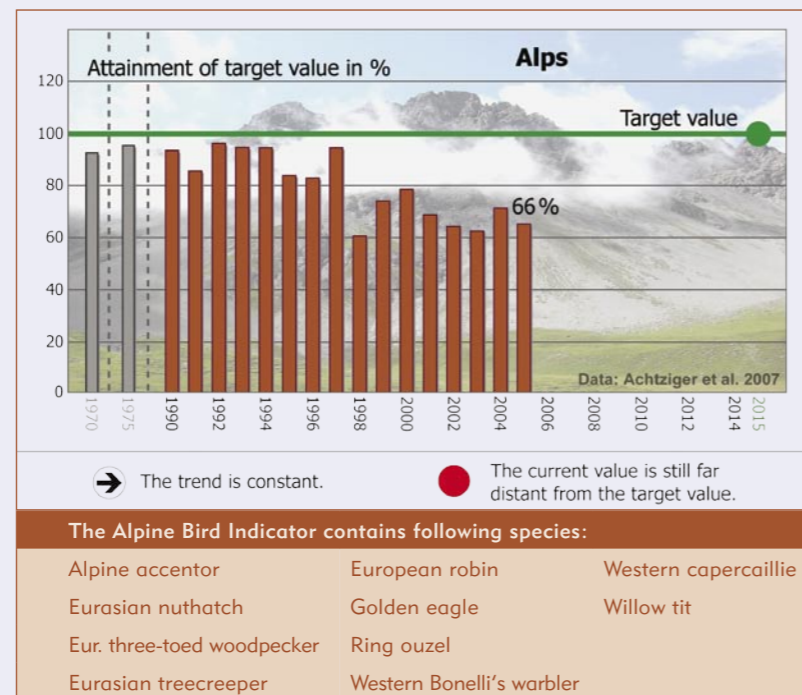 Alps
Attainment of target value in %
Target value
120
100
80
60
40
20
0
66 %
Data: Achtziger et al. 2007
1970
1975
1990
1992
1994
1996
1998
2000
2002
2004
2006
2008
2010
2012
2014
2015
The trend is constant.
The current value is still far
distant from the target value.
The Alpine Bird Indicator contains following species:
Alpine accentor
Eurasian nuthatch
Eur. three-toed woodpecker
Eurasian treecreeper
European robin
Golden eagle
Ring ouzel
Western Bonelli's warbler
Western capercaillie
Willow tit